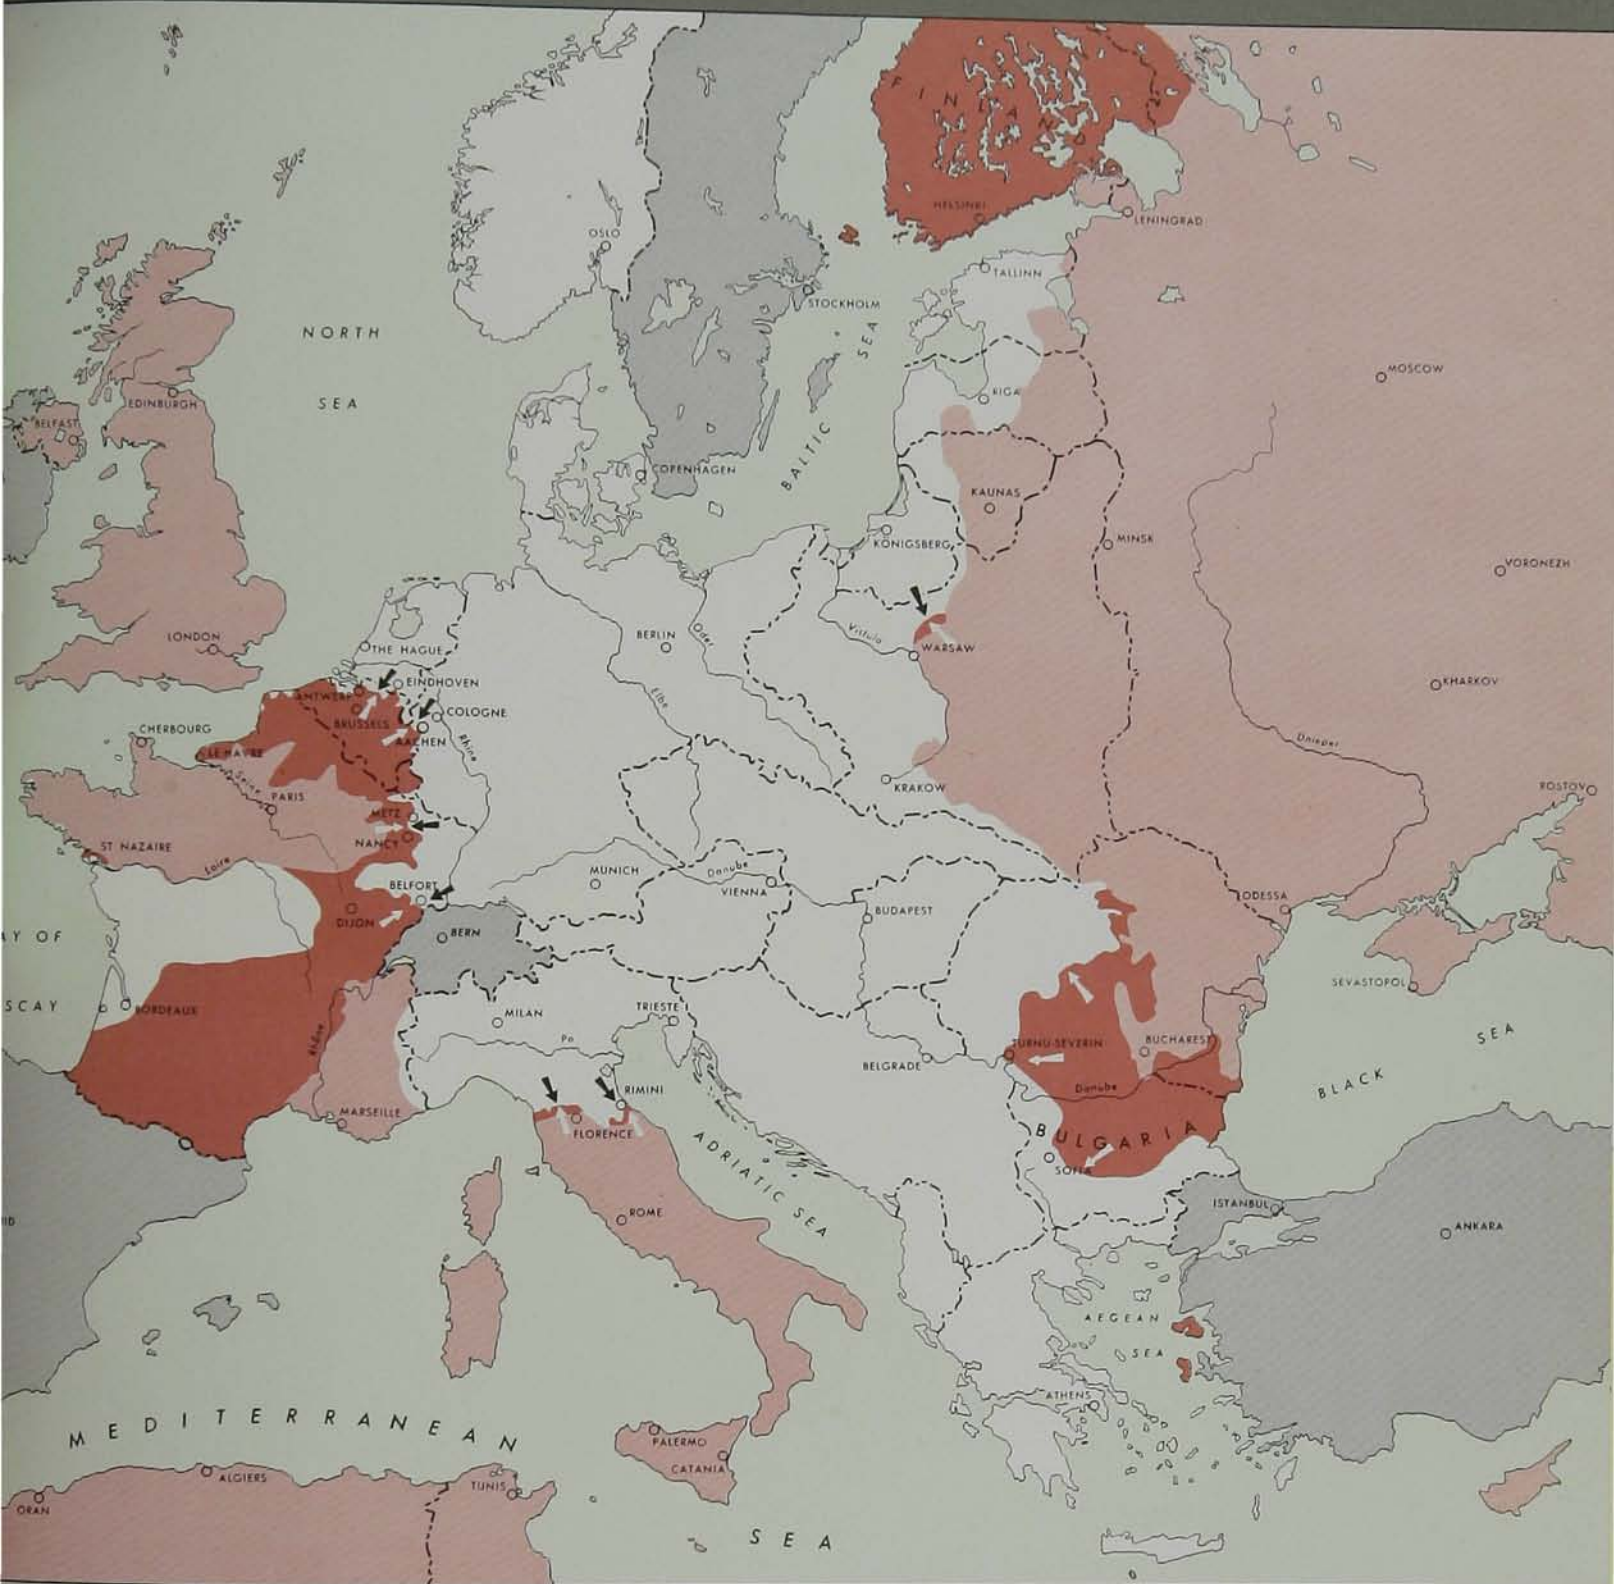 FINLAND
HELSINKI
LENINGRAD
OSLO
TALLINN
STOCKHOLM
NORTH
SEA
BALTIC SEA
RIGA
MOSCOW
EDINBURGH
BELFAST
COPENHAGEN
KAUNAS
KÖNIGSBERG
MINSK
VORONEZH
LONDON
THE HAGUE
BERLIN
Oder
Vistula
WARSAW
EINDHOVEN
ANTWERP
BRUSSELS
COLOGNE
AACHEN
Elbe
Rhine
KHARKOV
CHERBOURG
LE HAVRE
Seine
PARIS
Dnieper
KRAKOW
ROSTOV
METZ
NANCY
ST NAZAIRE
Loire
BELFORT
MUNICH
Danube
VIENNA
BUDAPEST
ODESSA
DIJON
BERN
AY OF
SCAY
BORDEAUX
Rhône
MILAN
TRIESTE
Po
SEVASTOPOL
BLACK SEA
TURNU-SEVERIN
BUCHAREST
BELGRADE
Danube
RIMINI
FLORENCE
MARSEILLE
BULGARIA
SOFIA
ADRIATIC SEA
ROME
ISTANBUL
ANKARA
ID
AEGEAN
SEA
ATHENS
MEDITERRANEAN
SEA
PALERMO
CATANIA
ALGIERS
TUNIS
ORAN